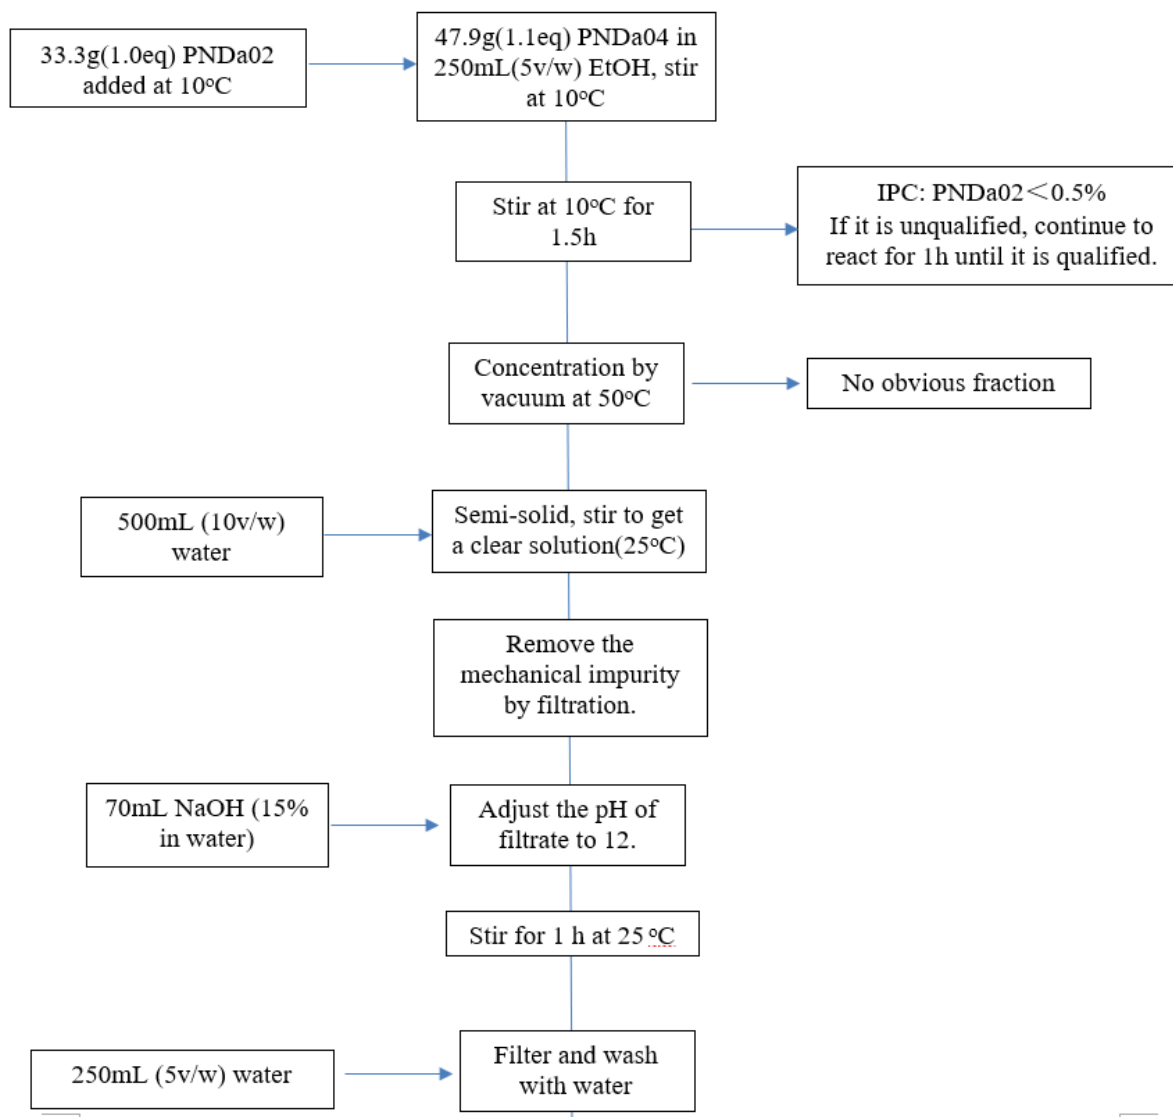 33.3g(1.0eq) PNDa02
added at 10°C
47.9g(1.1eq) PNDa04 in
250mL(5v/w) EtOH, stir
at 10°C
Stir at 10°C for
1.5h
IPC: PNDa02＜0.5%
If it is unqualified, continue to
react for 1h until it is qualified.
Concentration by
vacuum at 50°C
No obvious fraction
500mL (10v/w)
water
Semi-solid, stir to get
a clear solution(25°C)
Remove the
mechanical impurity
by filtration.
70mL NaOH (15%
in water)
Adjust the pH of
filtrate to 12.
Stir for 1 h at 25 °C
250mL (5v/w) water
Filter and wash
with water